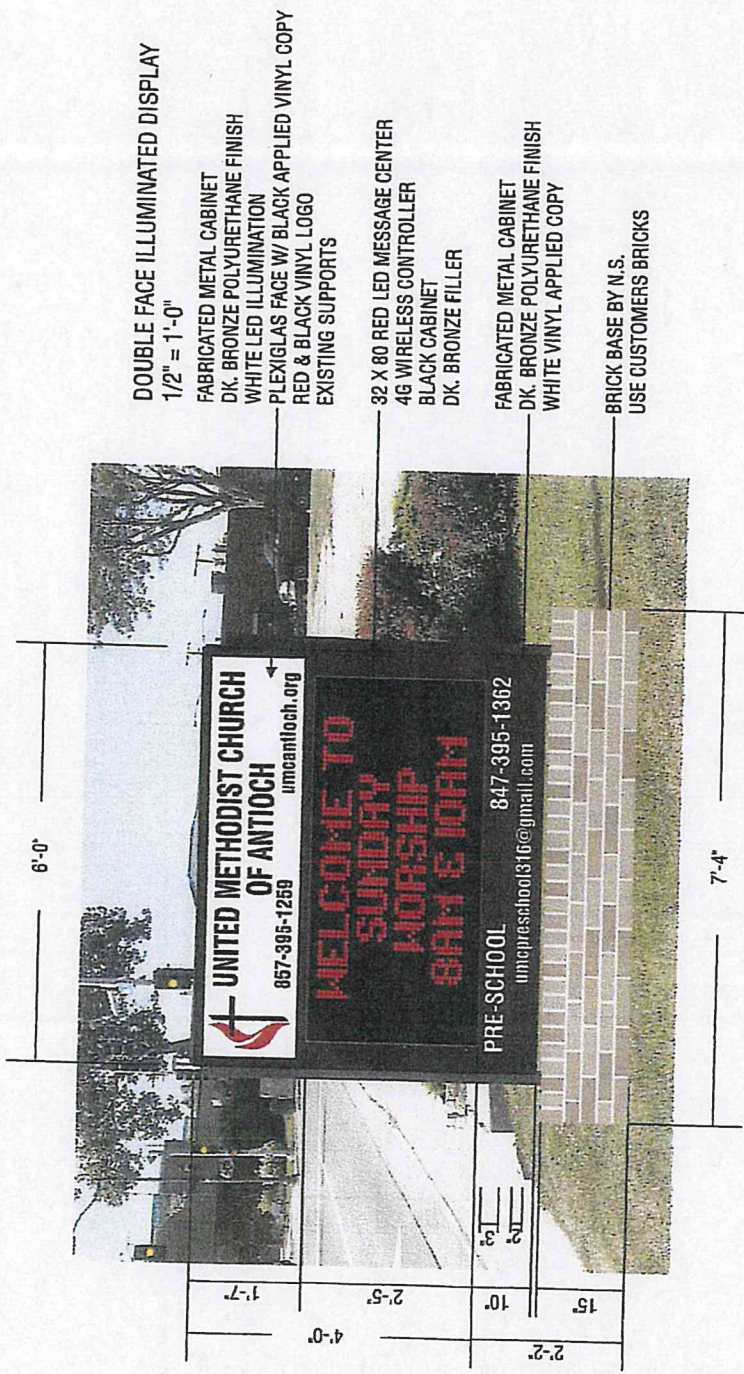 DOUBLE FACE ILLUMINATED DISPLAY
1/2" = 1'-0"
FABRICATED METAL CABINET
DK. BRONZE POLYURETHANE FINISH
WHITE LED ILLUMINATION
PLEXIGLAS FACE W/ BLACK APPLIED VINYL COPY
RED & BLACK VINYL LOGO
EXISTING SUPPORTS
32 X 80 RED LED MESSAGE CENTER
4G WIRELESS CONTROLLER
BLACK CABINET
DK. BRONZE FILLER
FABRICATED METAL CABINET
DK. BRONZE POLYURETHANE FINISH
WHITE VINYL APPLIED COPY
BRICK BASE BY N.S.
USE CUSTOMERS BRICKS
6'-0"
UNITED METHODIST CHURCH
OF ANTIOCH
857-395-1259 umcantioch.org
WELCOME TO
SUNDAY
WORSHIP
8AM & 10AM
PRE-SCHOOL 847-395-1362
umcpreschool316@gmail.com
7'-4"
1'-7"
2'-5"
4'-0"
10"
3"
2"
15"
2'-2"